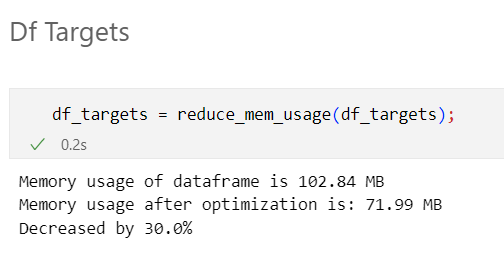 Df Targets
df_targets = reduce_mem_usage(df_targets);
0.2s
Memory usage of dataframe is 102.84 MB
Memory usage after optimization is: 71.99 MB
Decreased by 30.0%